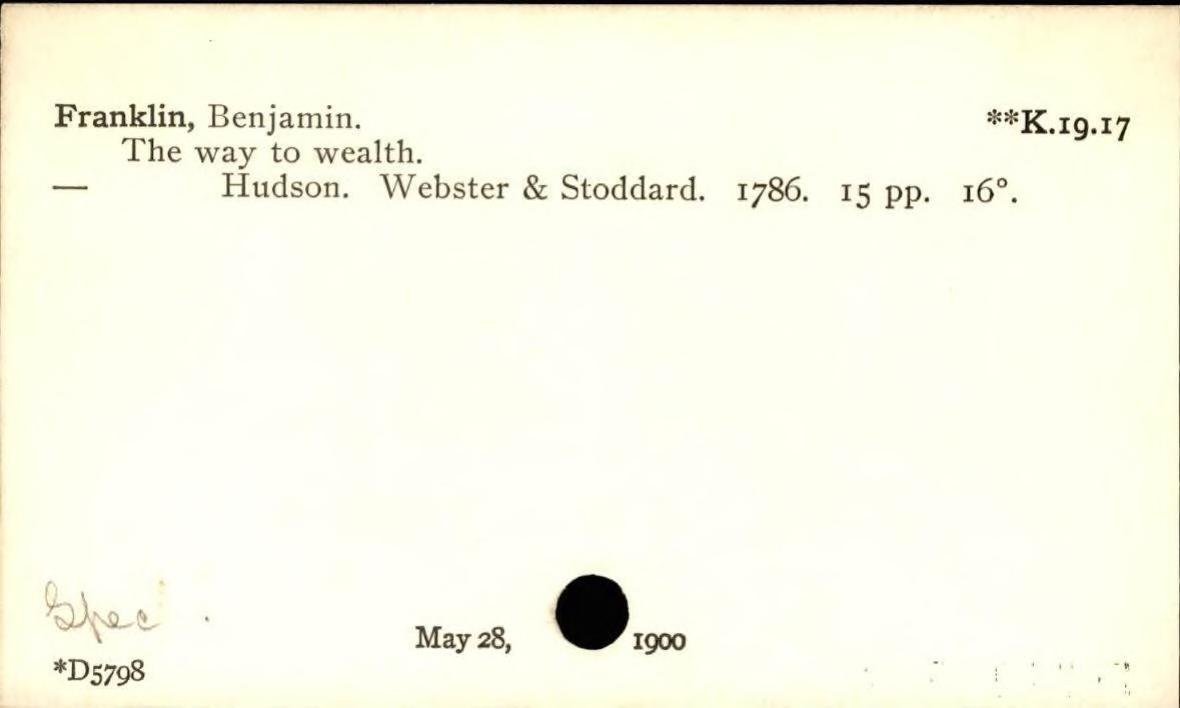 Franklin, Benjamin. **K.19.17
The way to wealth.
— Hudson. Webster & Stoddard. 1786. 15 pp. 16°.
Spec
May 28, 1900
*D5798